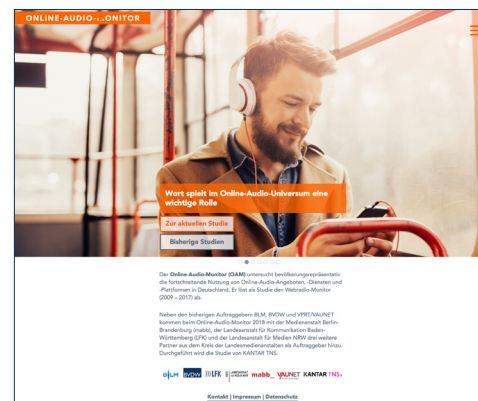 ONLINE-AUDIO-MONITOR
Wort spielt im Online-Audio-Universum eine
wichtige Rolle
Zur aktuellen Studie
Bisherige Studien
Der Online-Audio-Monitor (OAM) untersucht bevölkerungsrepräsentativ
die fortschreitende Nutzung von Online-Audio-Angeboten, -Diensten und
-Plattformen in Deutschland. Er löst als Studie den Webradio-Monitor
(2009 – 2017) ab.
Neben den bisherigen Auftraggebern BLM, BVDW und VPRT/VAUNET
kommen beim Online-Audio-Monitor 2018 mit der Medienanstalt Berlin-
Brandenburg (mabb), der Landesanstalt für Kommunikation Baden-
Württemberg (LFK) und der Landesanstalt für Medien NRW drei weitere
Partner aus dem Kreis der Landesmedienanstalten als Auftraggeber hinzu.
Durchgeführt wird die Studie von KANTAR TNS.
BLM BVDW LFK mabb_ VAUNET KANTAR TNS.
Kontakt | Impressum | Datenschutz